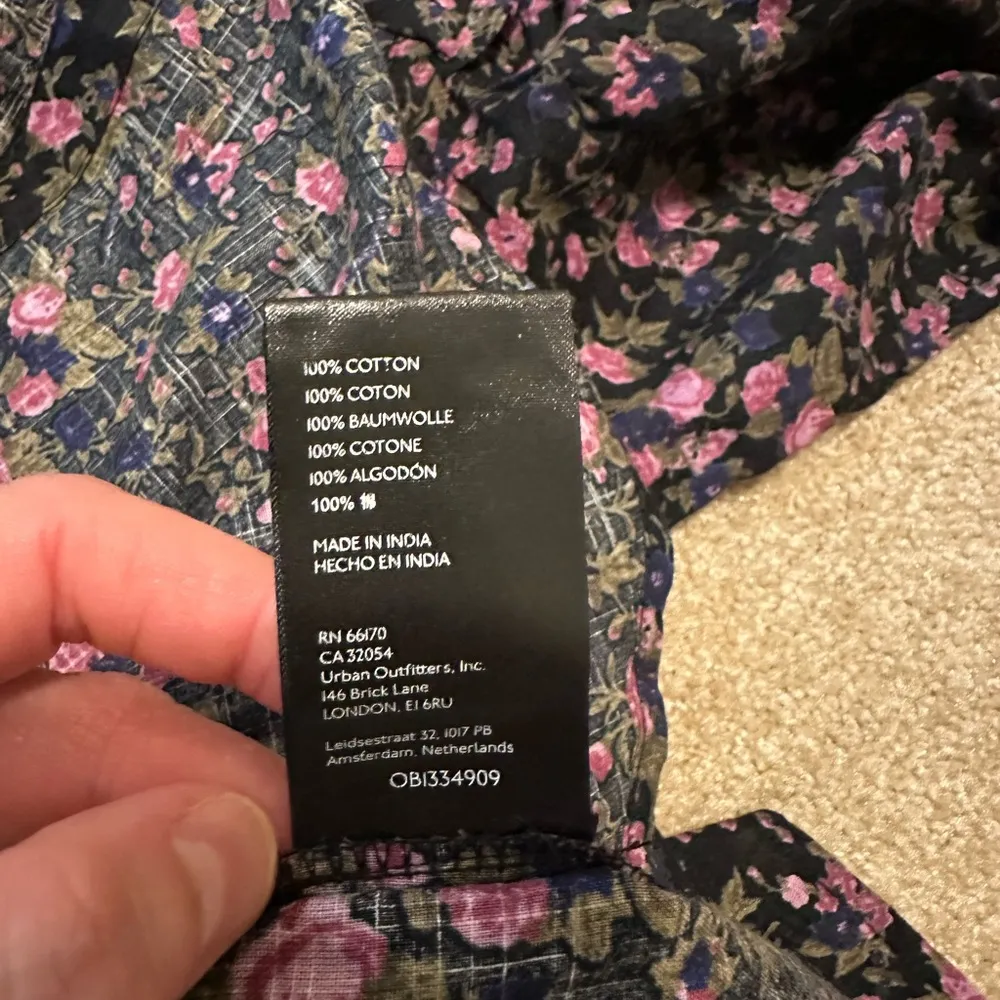 100% COTTON
100% COTON
100% BAUMWOLLE
100% COTONE
100% ALGODÓN
100% 棉
MADE IN INDIA
HECHO EN INDIA
RN 66170
CA 32054
Urban Outfitters, Inc.
146 Brick Lane
LONDON, E1 6RU
Leidsestraat 32, 1017 PB
Amsterdam, Netherlands
OB1334909